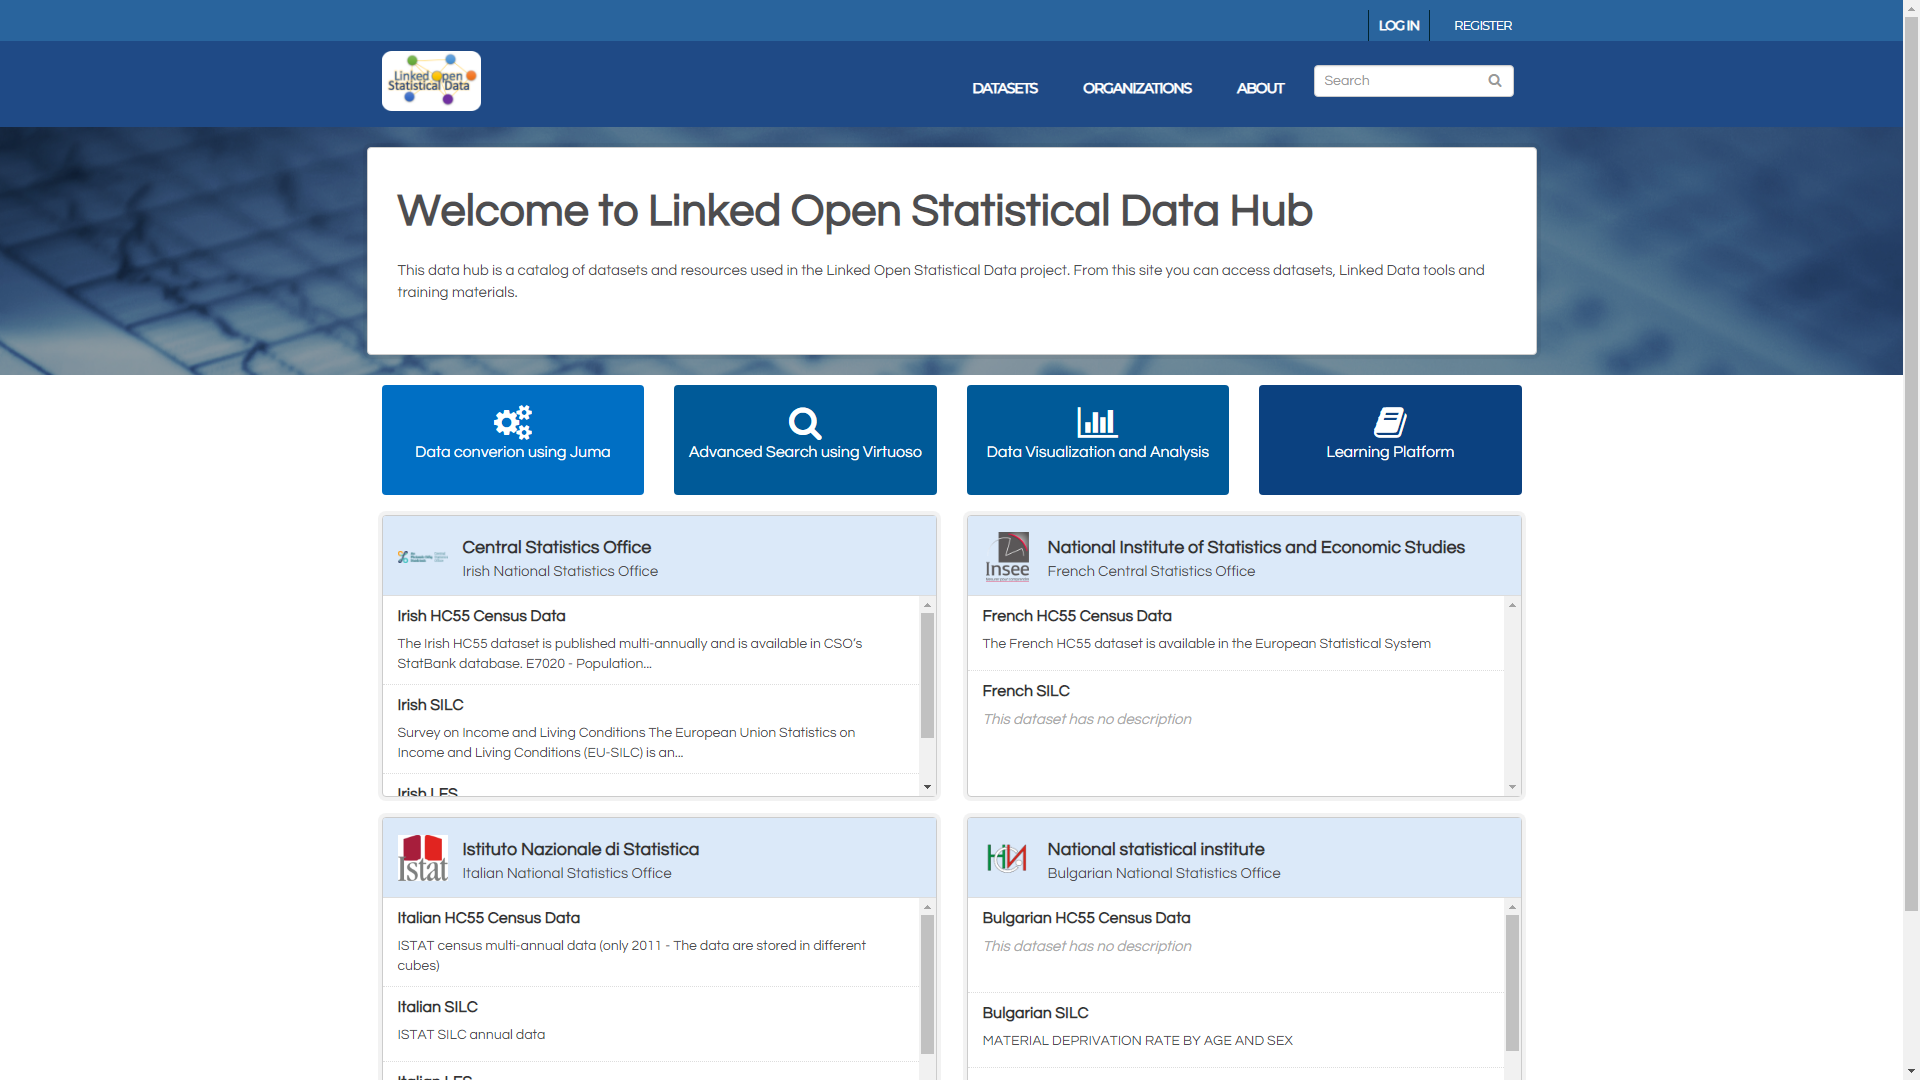 LOG IN
REGISTER
Linked Open
Statistical Data
DATASETS
ORGANIZATIONS
ABOUT
Search
Welcome to Linked Open Statistical Data Hub
This data hub is a catalog of datasets and resources used in the Linked Open Statistical Data project. From this site you can access datasets, Linked Data tools and
training materials.
Data converion using Juma
Advanced Search using Virtuoso
Data Visualization and Analysis
Learning Platform
Central Statistics Office
Irish National Statistics Office
Irish HC55 Census Data
The Irish HC55 dataset is published multi-annually and is available in CSO’s
StatBank database. E7020 - Population...
Irish SILC
Survey on Income and Living Conditions The European Union Statistics on
Income and Living Conditions (EU-SILC) is an...
Irish LFS
Insee
National Institute of Statistics and Economic Studies
French Central Statistics Office
French HC55 Census Data
The French HC55 dataset is available in the European Statistical System
French SILC
This dataset has no description
Istat
Istituto Nazionale di Statistica
Italian National Statistics Office
Italian HC55 Census Data
ISTAT census multi-annual data (only 2011 - The data are stored in different
cubes)
Italian SILC
ISTAT SILC annual data
Italian LFS
НСИ
National statistical institute
Bulgarian National Statistics Office
Bulgarian HC55 Census Data
This dataset has no description
Bulgarian SILC
MATERIAL DEPRIVATION RATE BY AGE AND SEX